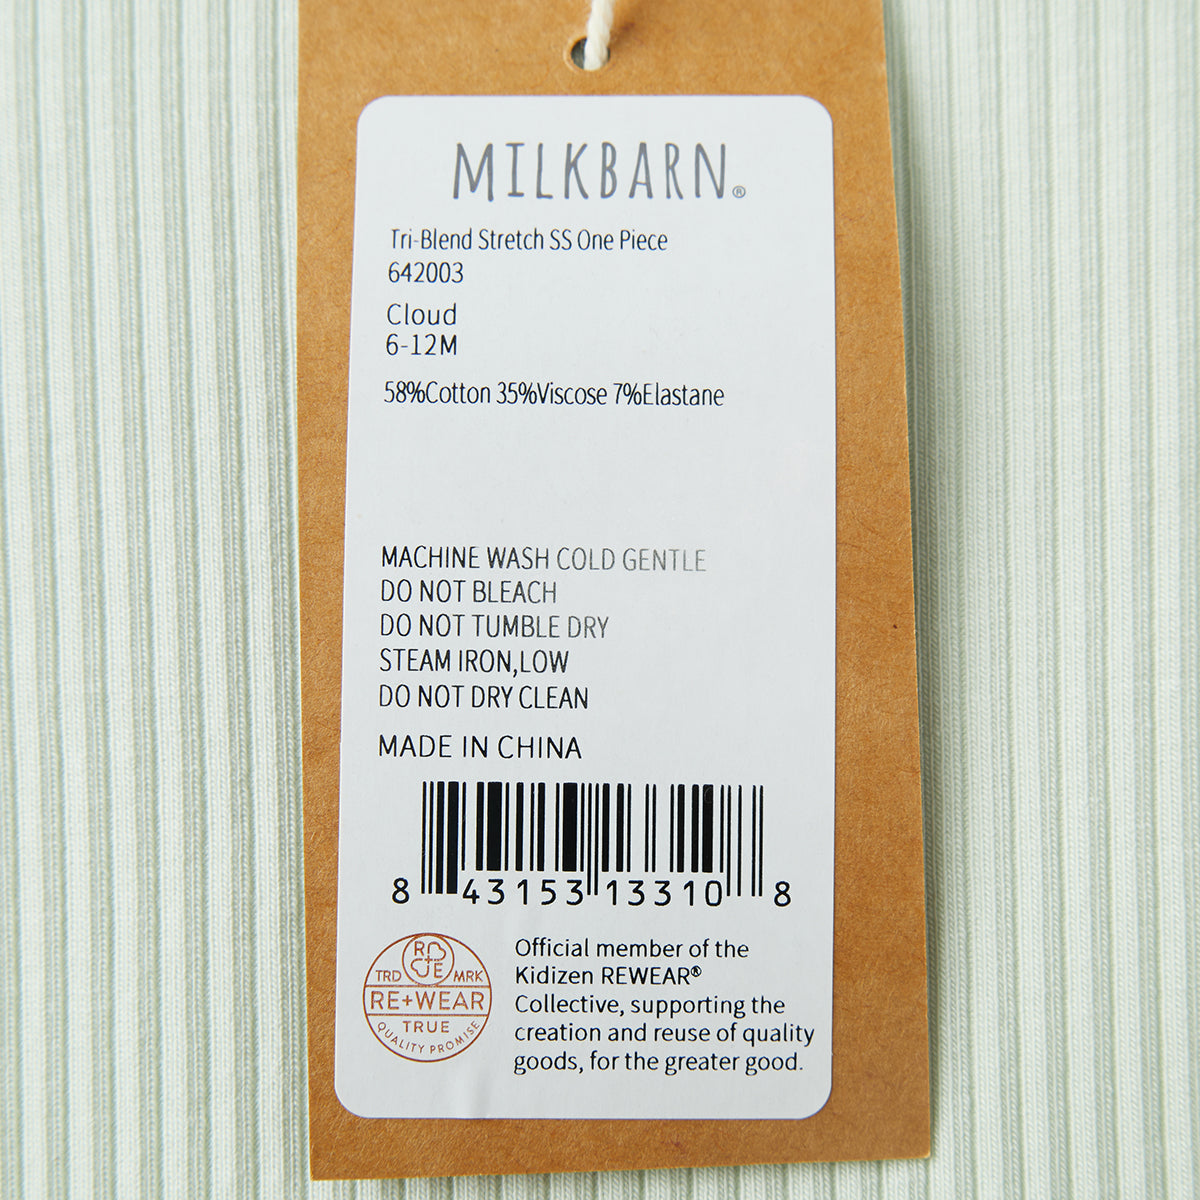 MILKBARN®
Tri-Blend Stretch SS One Piece
642003
Cloud
6-12M
58%Cotton 35%Viscose 7%Elastane
MACHINE WASH COLD GENTLE
DO NOT BLEACH
DO NOT TUMBLE DRY
STEAM IRON,LOW
DO NOT DRY CLEAN
MADE IN CHINA
8 43153 13310 8
R
JE
TRD MRK
RE+WEAR
TRUE
QUALITY PROMISE
Official member of the
Kidizen REWEAR®
Collective, supporting the
creation and reuse of quality
goods, for the greater good.